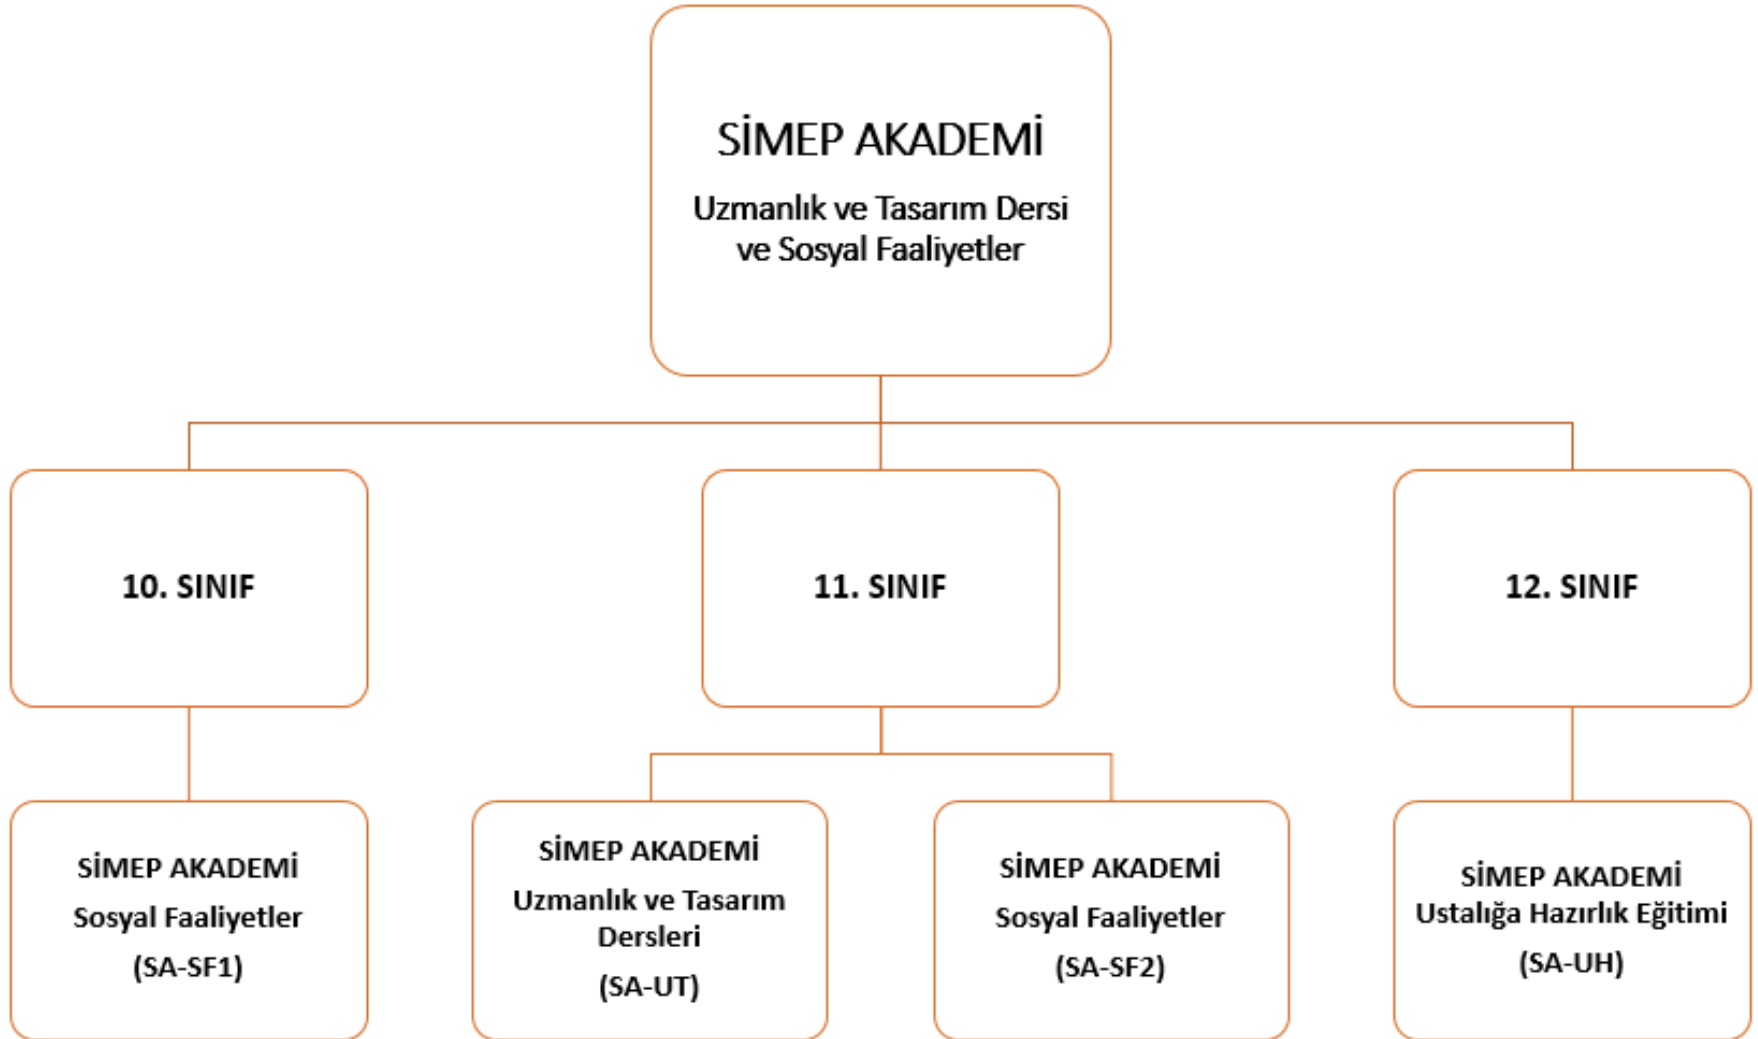 SİMEP AKADEMİ
Uzmanlık ve Tasarım Dersi
ve Sosyal Faaliyetler
10. SINIF
11. SINIF
12. SINIF
SİMEP AKADEMİ
Sosyal Faaliyetler
(SA-SF1)
SİMEP AKADEMİ
Uzmanlık ve Tasarım
Dersleri
(SA-UT)
SİMEP AKADEMİ
Sosyal Faaliyetler
(SA-SF2)
SİMEP AKADEMİ
Ustalığa Hazırlık Eğitimi
(SA-UH)